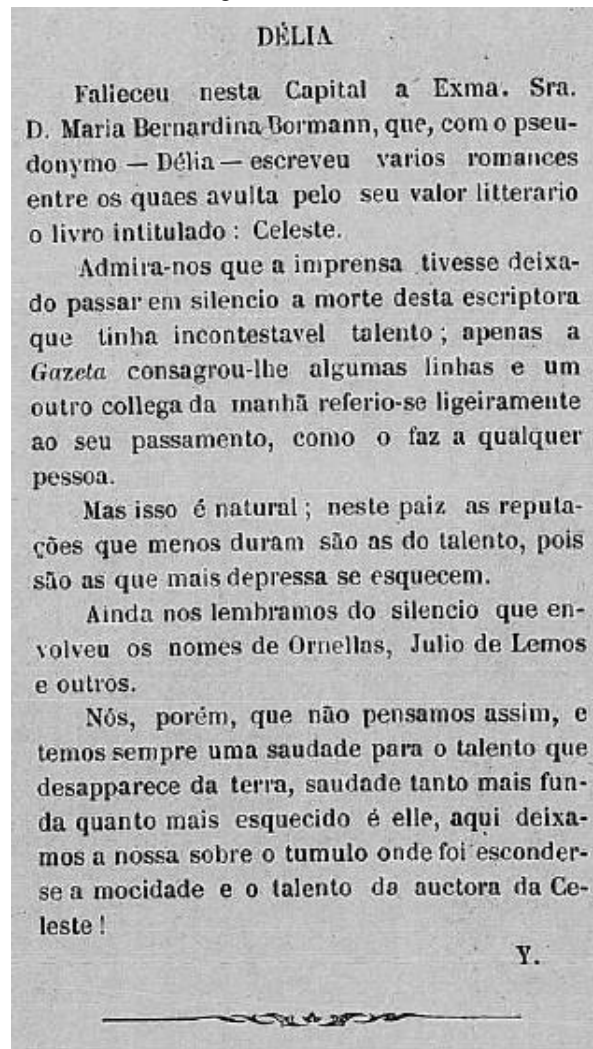 DÉLIA
Falleceu nesta Capital a Exma. Sra.
D. Maria Bernardina Bormann, que, com o pseu-
donymo — Délia — escreveu varios romances
entre os quaes avulta pelo seu valor litterario
o livro intitulado : Celeste.
Admira-nos que a imprensa tivesse deixa-
do passar em silencio a morte desta escriptora
que tinha incontestavel talento ; apenas a
Gazeta consagrou-lhe algumas linhas e um
outro collega da manhã referio-se ligeiramente
ao seu passamento, como o faz a qualquer
pessoa.
Mas isso é natural ; neste paiz as reputa-
ções que menos duram são as do talento, pois
são as que mais depressa se esquecem.
Ainda nos lembramos do silencio que en-
volveu os nomes de Ornellas, Julio de Lemos
e outros.
Nós, porém, que não pensamos assim, e
temos sempre uma saudade para o talento que
desapparece da terra, saudade tanto mais fun-
da quanto mais esquecido é elle, aqui deixa-
mos a nossa sobre o tumulo onde foi esconder-
se a mocidade e o talento da auctora da Ce-
leste !
Y.